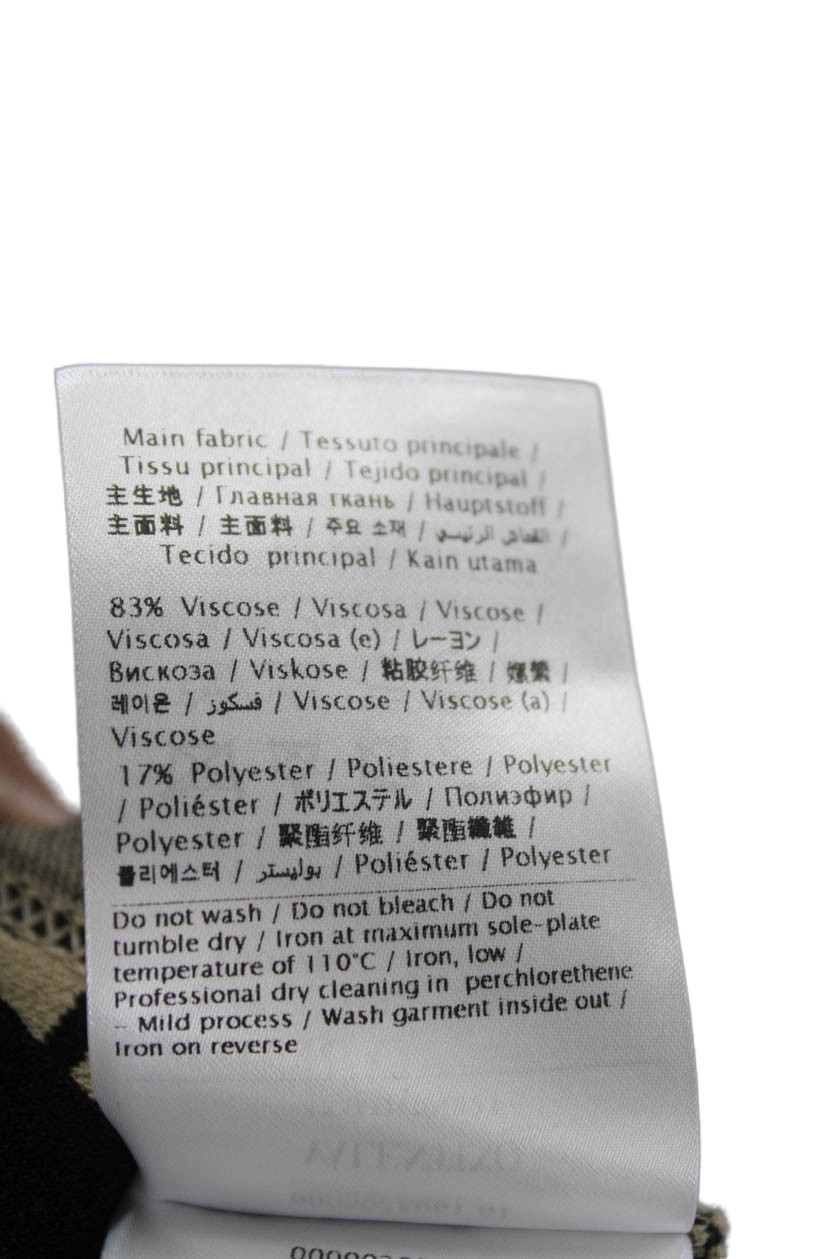 Main fabric / Tessuto principale /
Tissu principal / Tejido principal /
主生地 / Главная ткань / Hauptstoff /
主面料 / 主面料 / 주요 소재 / القماش الرئيسي /
Tecido principal / Kain utama
83% Viscose / Viscosa / Viscose /
Viscosa / Viscosa (e) / レーヨン /
Вискоза / Viskose / 粘胶纤维 / 嫘縈 /
레이온 / فسكوز / Viscose / Viscose (a) /
Viscose
17% Polyester / Poliestere / Polyester
/ Poliéster / ポリエステル / Полиэфир /
Polyester / 聚酯纤维 / 聚酯纖維 /
폴리에스터 / بوليستر / Poliéster / Polyester
Do not wash / Do not bleach / Do not
tumble dry / Iron at maximum sole-plate
temperature of 110°C / Iron, low /
Professional dry cleaning in perchlorethene
- Mild process / Wash garment inside out /
Iron on reverse